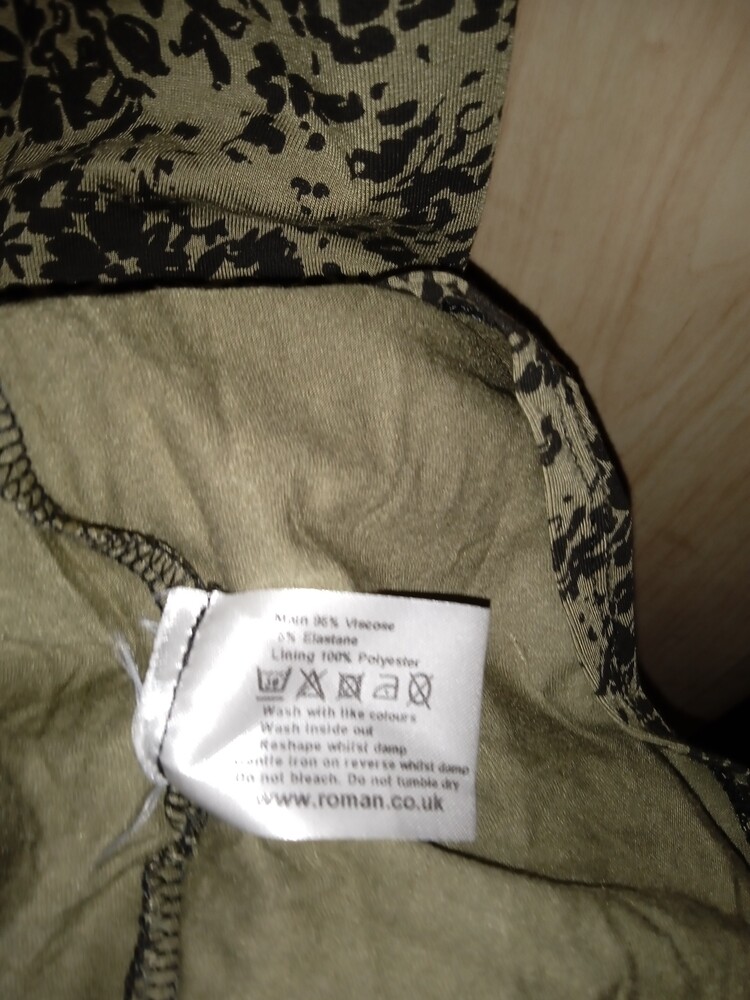 Main 95% Viscose
5% Elastane
Lining 100% Polyester
Wash with like colours
Wash inside out
Reshape whilst damp
Gentle iron on reverse whilst damp
Do not bleach. Do not tumble dry
www.roman.co.uk